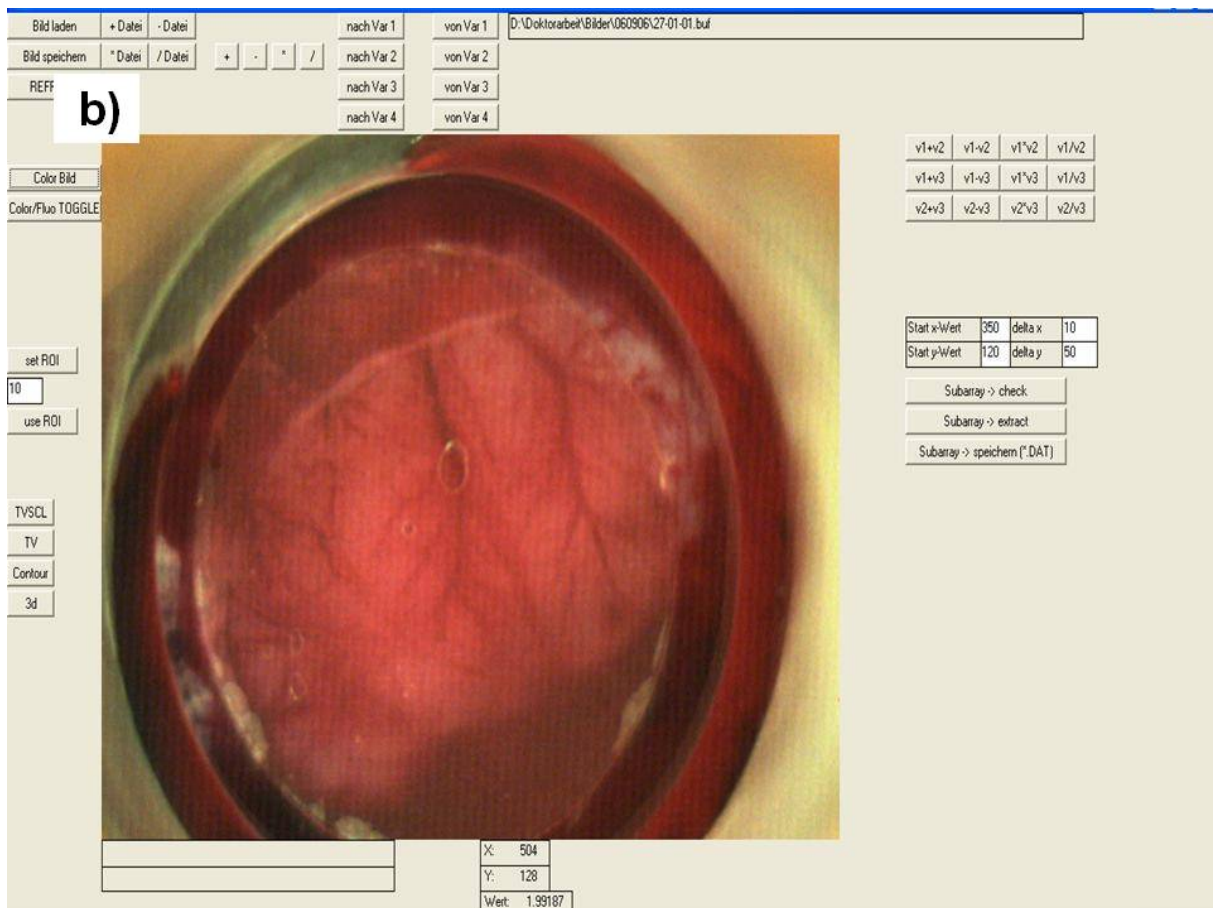 Bild laden + Datei - Datei nach Var 1 von Var 1 D:\Doktorarbeit\Bilder\060906\27-01-01.buf
Bild speichern * Datei / Datei + - * / nach Var 2 von Var 2
nach Var 3 von Var 3
b)
nach Var 4 von Var 4
v1+v2 v1-v2 v1*v2 v1/v2
Color Bild v1+v3 v1-v3 v1*v3 v1/v3
Color/Fluo TOGGLE v2+v3 v2-v3 v2*v3 v2/v3
Start x-Wert 350 delta x 10
Start y-Wert 120 delta y 50
set ROI
10 Subarray -> check
use ROI Subarray -> extract
Subarray -> speichern (*.DAT)
TVSCL
TV
Contour
3d
X: 504
Y: 128
Wert: 1.99187